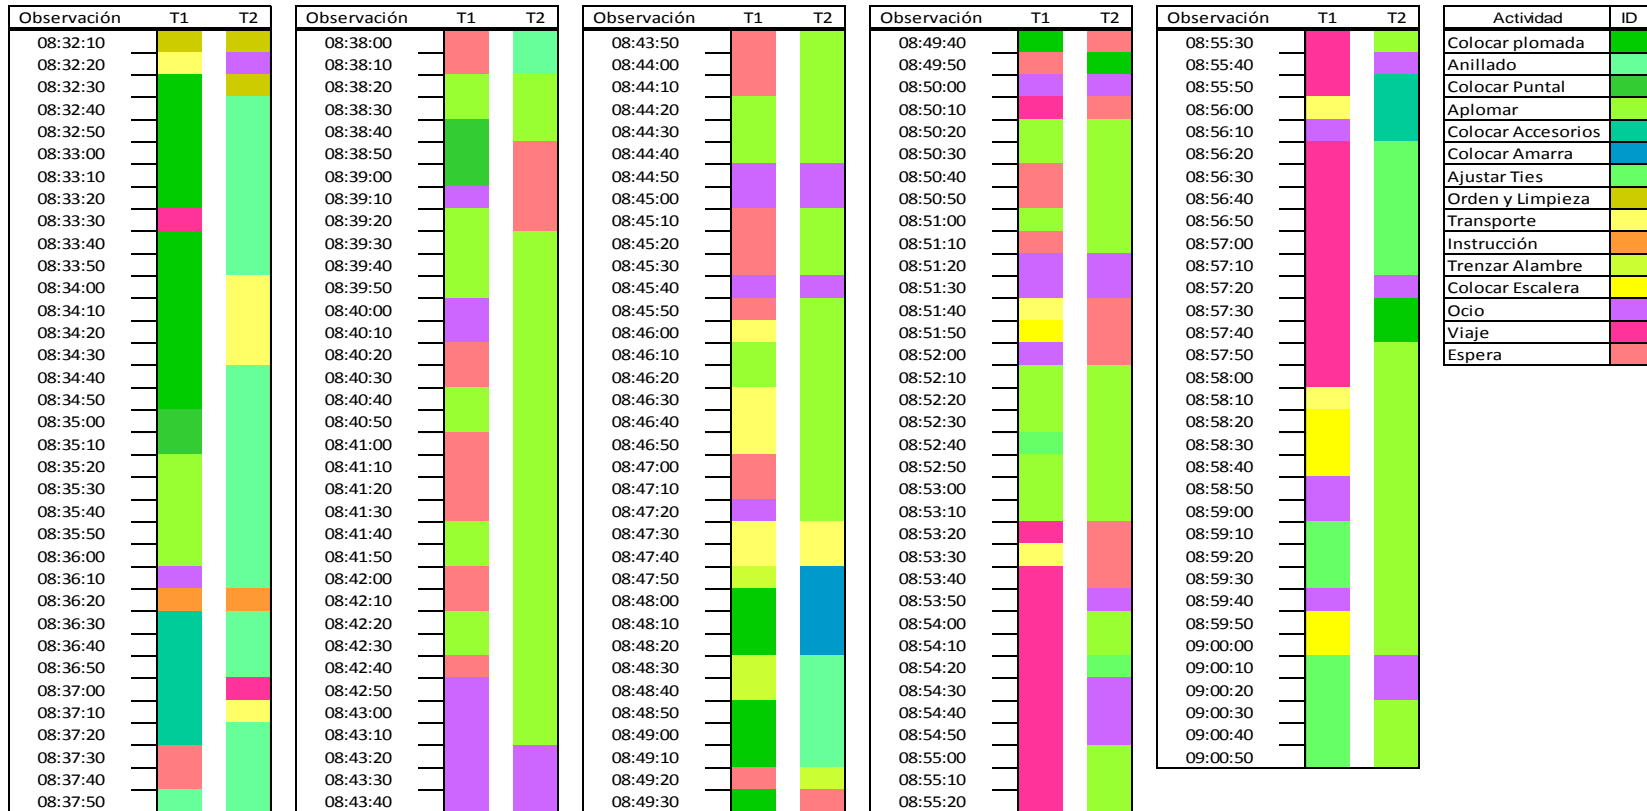 Observación T1 T2 Observación T1 T2 Observación T1 T2 Observación T1 T2 Observación T1 T2 Actividad ID
08:32:10 08:38:00 08:43:50 08:49:40 08:55:30 Colocar plomada
08:32:20 08:38:10 08:44:00 08:49:50 08:55:40 Anillado
08:32:30 08:38:20 08:44:10 08:50:00 08:55:50 Colocar Puntal
08:32:40 08:38:30 08:44:20 08:50:10 08:56:00 Aplomar
08:32:50 08:38:40 08:44:30 08:50:20 08:56:10 Colocar Accesorios
08:33:00 08:38:50 08:44:40 08:50:30 08:56:20 Colocar Amarra
08:33:10 08:39:00 08:44:50 08:50:40 08:56:30 Ajustar Ties
08:33:20 08:39:10 08:45:00 08:50:50 08:56:40 Orden y Limpieza
08:33:30 08:39:20 08:45:10 08:51:00 08:56:50 Transporte
08:33:40 08:39:30 08:45:20 08:51:10 08:57:00 Instrucción
08:33:50 08:39:40 08:45:30 08:51:20 08:57:10 Trenzar Alambre
08:34:00 08:39:50 08:45:40 08:51:30 08:57:20 Colocar Escalera
08:34:10 08:40:00 08:45:50 08:51:40 08:57:30 Ocio
08:34:20 08:40:10 08:46:00 08:51:50 08:57:40 Viaje
08:34:30 08:40:20 08:46:10 08:52:00 08:57:50 Espera
08:34:40 08:40:30 08:46:20 08:52:10 08:58:00
08:34:50 08:40:40 08:46:30 08:52:20 08:58:10
08:35:00 08:40:50 08:46:40 08:52:30 08:58:20
08:35:10 08:41:00 08:46:50 08:52:40 08:58:30
08:35:20 08:41:10 08:47:00 08:52:50 08:58:40
08:35:30 08:41:20 08:47:10 08:53:00 08:58:50
08:35:40 08:41:30 08:47:20 08:53:10 08:59:00
08:35:50 08:41:40 08:47:30 08:53:20 08:59:10
08:36:00 08:41:50 08:47:40 08:53:30 08:59:20
08:36:10 08:42:00 08:47:50 08:53:40 08:59:30
08:36:20 08:42:10 08:48:00 08:53:50 08:59:40
08:36:30 08:42:20 08:48:10 08:54:00 08:59:50
08:36:40 08:42:30 08:48:20 08:54:10 09:00:00
08:36:50 08:42:40 08:48:30 08:54:20 09:00:10
08:37:00 08:42:50 08:48:40 08:54:30 09:00:20
08:37:10 08:43:00 08:48:50 08:54:40 09:00:30
08:37:20 08:43:10 08:49:00 08:54:50 09:00:40
08:37:30 08:43:20 08:49:10 08:55:00 09:00:50
08:37:40 08:43:30 08:49:20 08:55:10
08:37:50 08:43:40 08:49:30 08:55:20